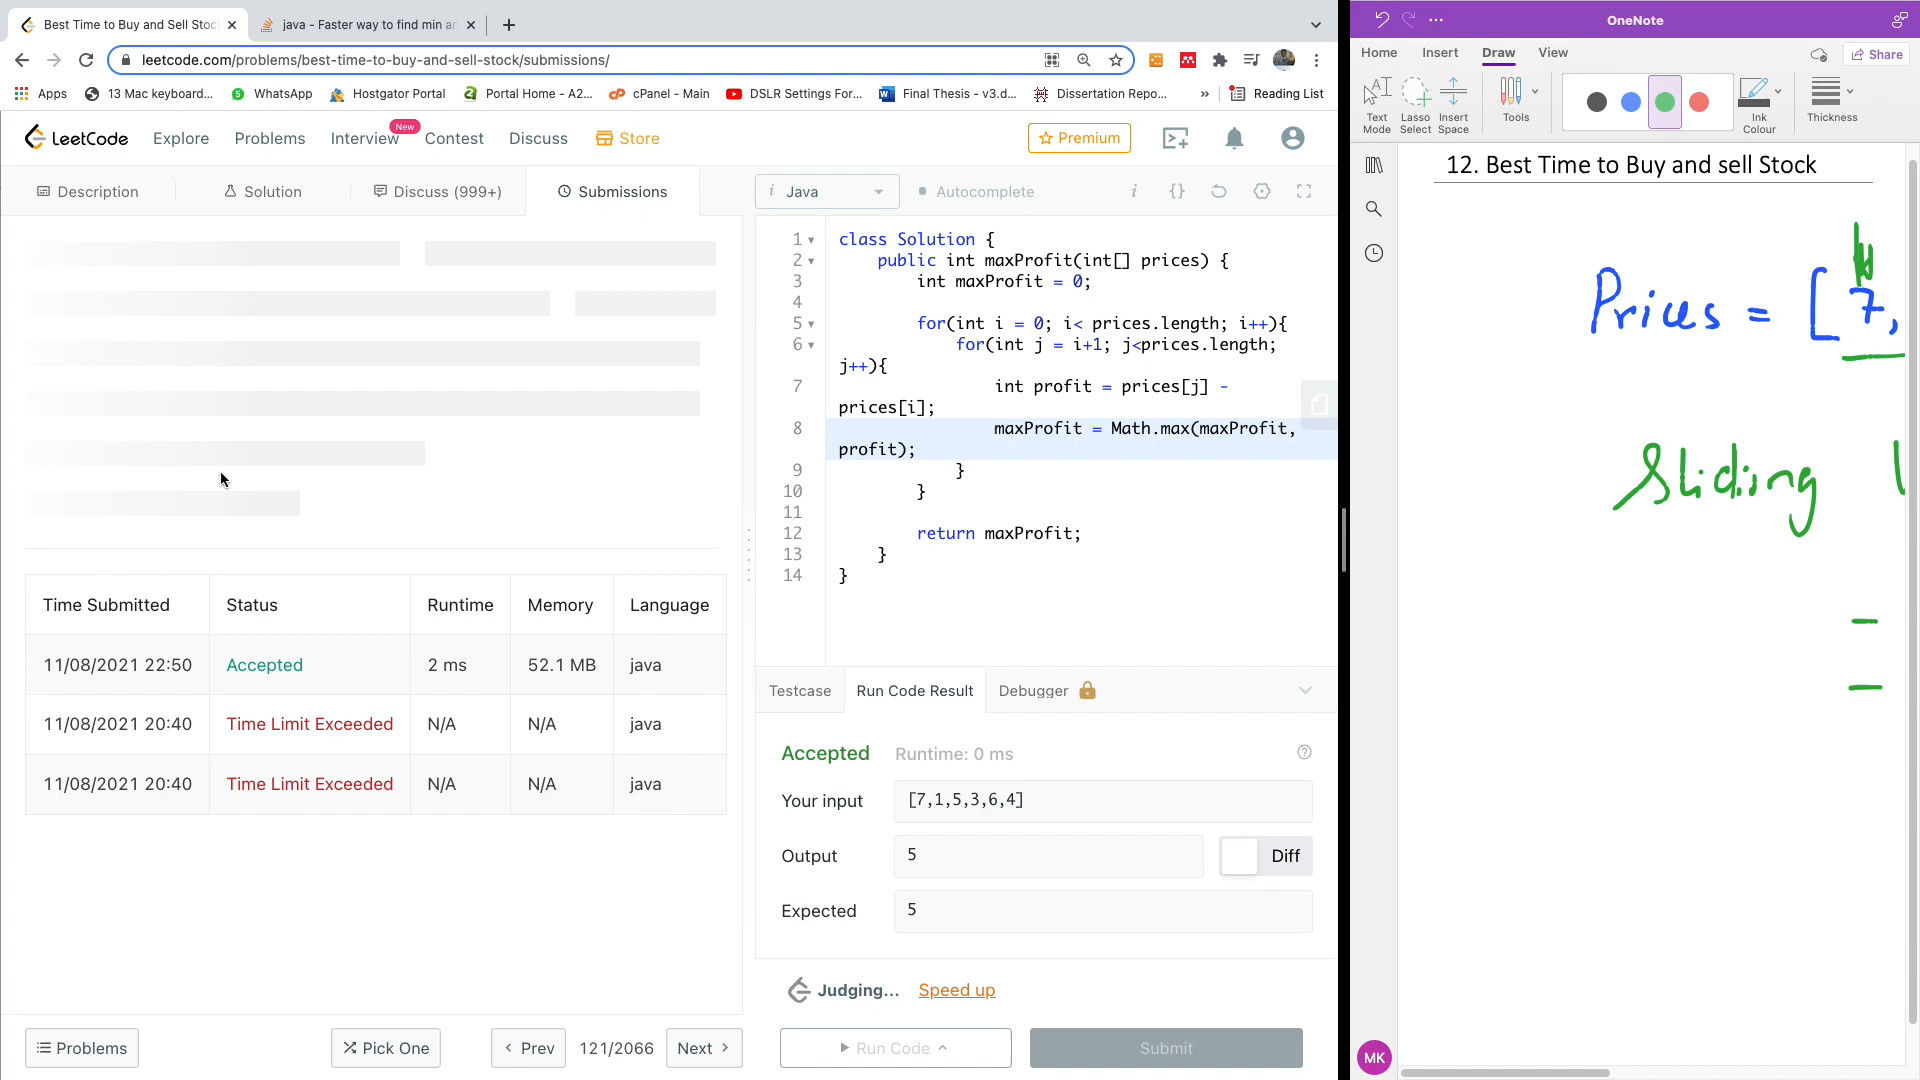 Best Time to Buy and Sell Stoc
java - Faster way to find min ar
leetcode.com/problems/best-time-to-buy-and-sell-stock/submissions/
Apps
13 Mac keyboard...
WhatsApp
Hostgator Portal
Portal Home - A2...
cPanel - Main
DSLR Settings For...
Final Thesis - v3.d...
Dissertation Repo...
»
Reading List
LeetCode
Explore
Problems
Interview
New
Contest
Discuss
Store
Premium
Description
Solution
Discuss (999+)
Submissions
i Java
Autocomplete
Time Submitted Status Runtime Memory Language
11/08/2021 22:50 Accepted 2 ms 52.1 MB java
11/08/2021 20:40 Time Limit Exceeded N/A N/A java
11/08/2021 20:40 Time Limit Exceeded N/A N/A java
Problems
Pick One
Prev
121/2066
Next
1 class Solution {
2 public int maxProfit(int[] prices) {
3 int maxProfit = 0;
4
5 for(int i = 0; i< prices.length; i++){
6 for(int j = i+1; j<prices.length;
j++){
7 int profit = prices[j] -
prices[i];
8 maxProfit = Math.max(maxProfit,
profit);
9 }
10 }
11
12 return maxProfit;
13 }
14 }
Testcase
Run Code Result
Debugger
Accepted Runtime: 0 ms
Your input [7,1,5,3,6,4]
Output 5
Diff
Expected 5
Judging... Speed up
Run Code
Submit
OneNote
Home
Insert
Draw
View
Share
Text
Mode
Lasso
Select
Insert
Space
Tools
Ink
Colour
Thickness
12. Best Time to Buy and sell Stock
Prices = [ 7,
Sliding
MK